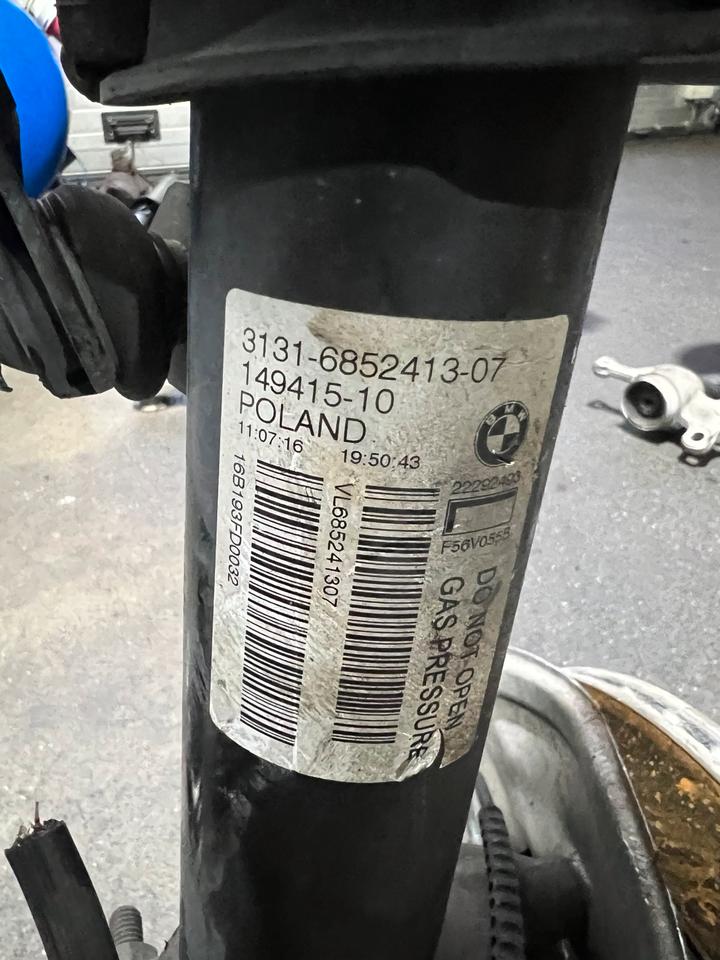 3131-6852413-07
149415-10
POLAND
11:07:16 19:50:43
BMW
22292493
L
F56V0555
16B193FD0032
VL685241307
DO NOT OPEN
GAS PRESSURE